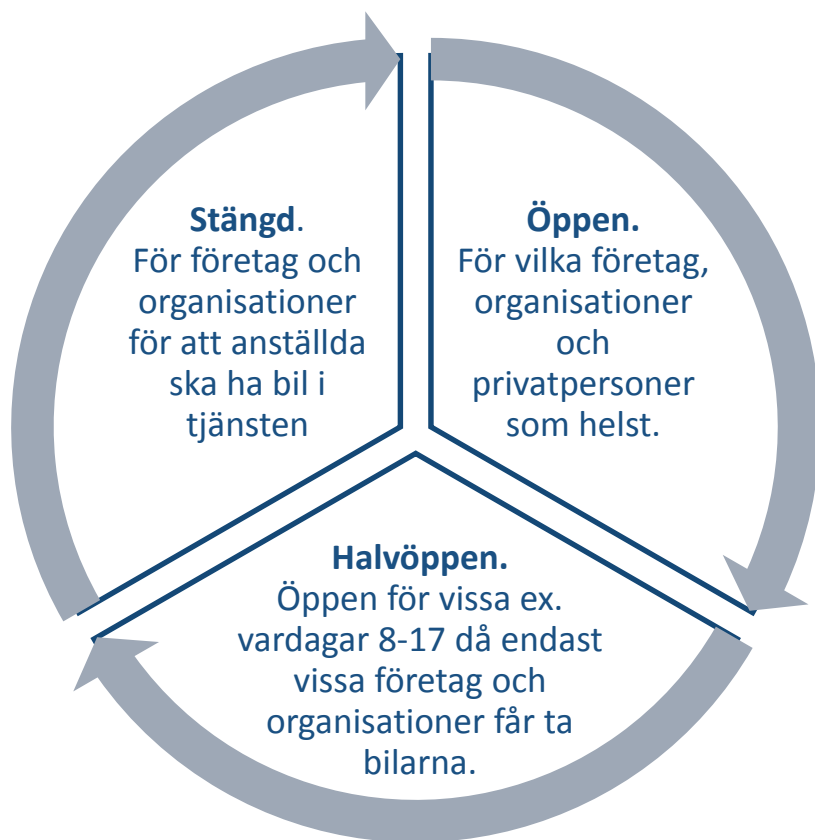 Stängd.
För företag och
organisationer
för att anställda
ska ha bil i
tjänsten
Öppen.
För vilka företag,
organisationer
och
privatpersoner
som helst.
Halvöppen.
Öppen för vissa ex.
vardagar 8-17 då endast
vissa företag och
organisationer får ta
bilarna.